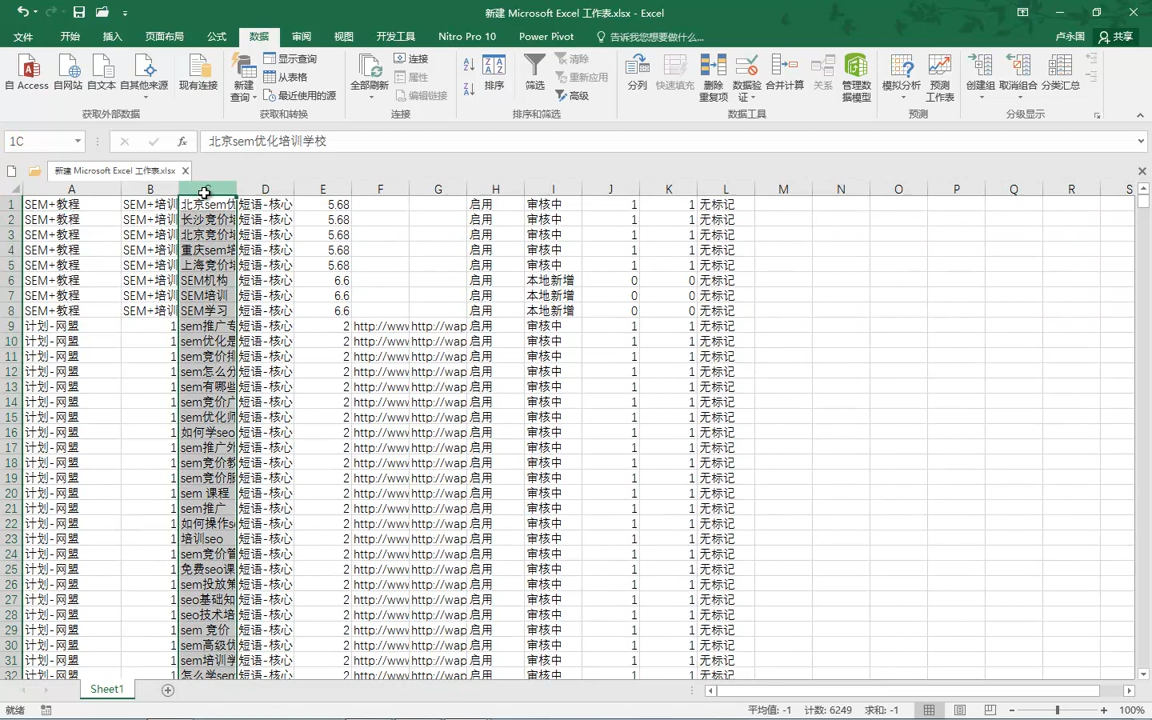 新建 Microsoft Excel 工作表.xlsx - Excel
文件 开始 插入 页面布局 公式 数据 审阅 视图 开发工具 Nitro Pro 10 Power Pivot 告诉我您想要做什么... 卢永国 共享
自 Access 自网站 自文本 自其他来源 现有连接 新建查询 显示查询 从表格 最近使用的源 全部刷新 连接 属性 编辑链接 排序 筛选 清除 重新应用 高级 分列 快速填充 删除重复项 数据验证 合并计算 关系 管理数据模型 模拟分析 预测工作表 创建组 取消组合 分类汇总
获取外部数据 获取和转换 连接 排序和筛选 数据工具 预测 分级显示
1C fx 北京sem优化培训学校
新建 Microsoft Excel 工作表.xlsx
A B C D E F G H I J K L M N O P Q R S
1 SEM+教程 SEM+培训 北京sem优 短语-核心 5.68 启用 审核中 1 1 无标记
2 SEM+教程 SEM+培训 长沙竞价培 短语-核心 5.68 启用 审核中 1 1 无标记
3 SEM+教程 SEM+培训 北京竞价培 短语-核心 5.68 启用 审核中 1 1 无标记
4 SEM+教程 SEM+培训 重庆sem培 短语-核心 5.68 启用 审核中 1 1 无标记
5 SEM+教程 SEM+培训 上海竞价培 短语-核心 5.68 启用 审核中 1 1 无标记
6 SEM+教程 SEM+培训 SEM机构 短语-核心 6.6 启用 本地新增 0 0 无标记
7 SEM+教程 SEM+培训 SEM培训 短语-核心 6.6 启用 本地新增 0 0 无标记
8 SEM+教程 SEM+培训 SEM学习 短语-核心 6.6 启用 本地新增 0 0 无标记
9 计划-网盟 1 sem推广专 短语-核心 2 http://www http://wap 启用 审核中 1 1 无标记
10 计划-网盟 1 sem优化是 短语-核心 2 http://www http://wap 启用 审核中 1 1 无标记
11 计划-网盟 1 sem竞价排 短语-核心 2 http://www http://wap 启用 审核中 1 1 无标记
12 计划-网盟 1 sem怎么分 短语-核心 2 http://www http://wap 启用 审核中 1 1 无标记
13 计划-网盟 1 sem有哪些 短语-核心 2 http://www http://wap 启用 审核中 1 1 无标记
14 计划-网盟 1 sem竞价广 短语-核心 2 http://www http://wap 启用 审核中 1 1 无标记
15 计划-网盟 1 sem优化师 短语-核心 2 http://www http://wap 启用 审核中 1 1 无标记
16 计划-网盟 1 如何学seo 短语-核心 2 http://www http://wap 启用 审核中 1 1 无标记
17 计划-网盟 1 sem推广外 短语-核心 2 http://www http://wap 启用 审核中 1 1 无标记
18 计划-网盟 1 sem竞价教 短语-核心 2 http://www http://wap 启用 审核中 1 1 无标记
19 计划-网盟 1 sem竞价服 短语-核心 2 http://www http://wap 启用 审核中 1 1 无标记
20 计划-网盟 1 sem 课程 短语-核心 2 http://www http://wap 启用 审核中 1 1 无标记
21 计划-网盟 1 sem推广 短语-核心 2 http://www http://wap 启用 审核中 1 1 无标记
22 计划-网盟 1 如何操作se 短语-核心 2 http://www http://wap 启用 审核中 1 1 无标记
23 计划-网盟 1 培训seo 短语-核心 2 http://www http://wap 启用 审核中 1 1 无标记
24 计划-网盟 1 sem竞价管 短语-核心 2 http://www http://wap 启用 审核中 1 1 无标记
25 计划-网盟 1 免费seo课 短语-核心 2 http://www http://wap 启用 审核中 1 1 无标记
26 计划-网盟 1 sem投放策 短语-核心 2 http://www http://wap 启用 审核中 1 1 无标记
27 计划-网盟 1 seo基础知 短语-核心 2 http://www http://wap 启用 审核中 1 1 无标记
28 计划-网盟 1 seo技术培 短语-核心 2 http://www http://wap 启用 审核中 1 1 无标记
29 计划-网盟 1 sem 竞价 短语-核心 2 http://www http://wap 启用 审核中 1 1 无标记
30 计划-网盟 1 sem高级优 短语-核心 2 http://www http://wap 启用 审核中 1 1 无标记
31 计划-网盟 1 sem培训学 短语-核心 2 http://www http://wap 启用 审核中 1 1 无标记
32 计划-网盟 1 怎么学sem 短语-核心 2 http://www http://wap 启用 审核中 1 1 无标记
Sheet1
就绪 平均值: -1 计数: 6249 求和: -1 100%